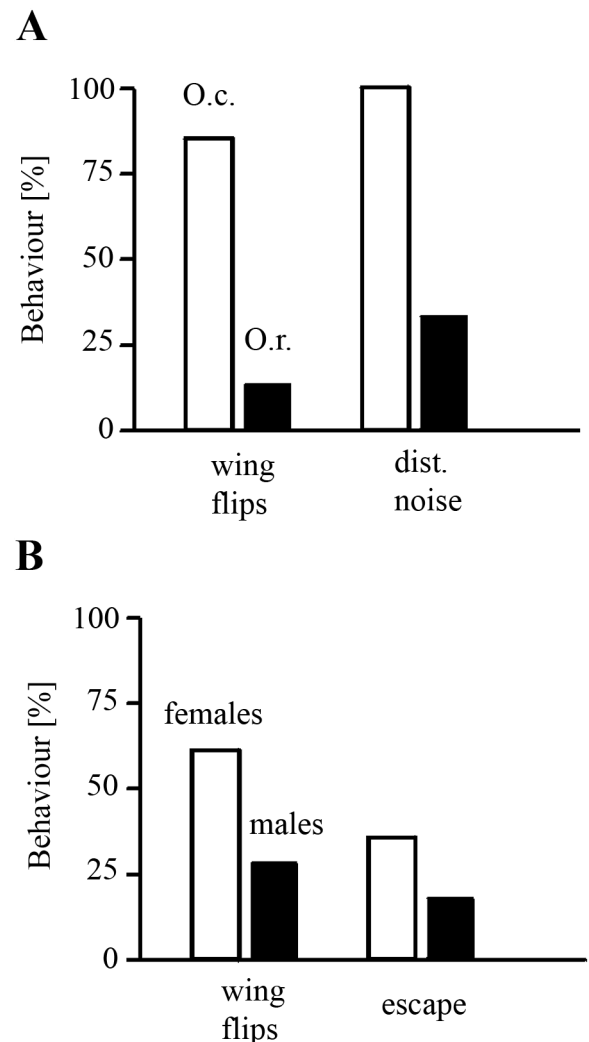 A
100
75
50
25
0
Behaviour [%]
O.c.
O.r.
wing
flips
dist.
noise
B
100
75
50
25
0
Behaviour [%]
females
males
wing
flips
escape